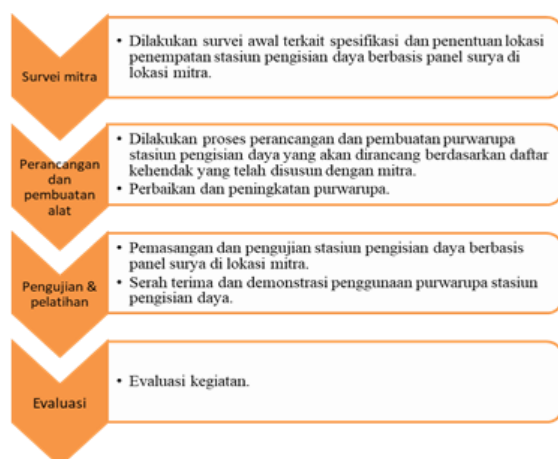 Survei mitra
• Dilakukan survei awal terkait spesifikasi dan penentuan lokasi
penempatan stasiun pengisian daya berbasis panel surya di
lokasi mitra.
Perancangan
dan
pembuatan
alat
• Dilakukan proses perancangan dan pembuatan purwarupa
stasiun pengisian daya yang akan dirancang berdasarkan daftar
kehendak yang telah disusun dengan mitra.
• Perbaikan dan peningkatan purwarupa.
Pengujian &
pelatihan
• Pemasangan dan pengujian stasiun pengisian daya berbasis
panel surya di lokasi mitra.
• Serah terima dan demonstrasi penggunaan purwarupa stasiun
pengisian daya.
Evaluasi
• Evaluasi kegiatan.